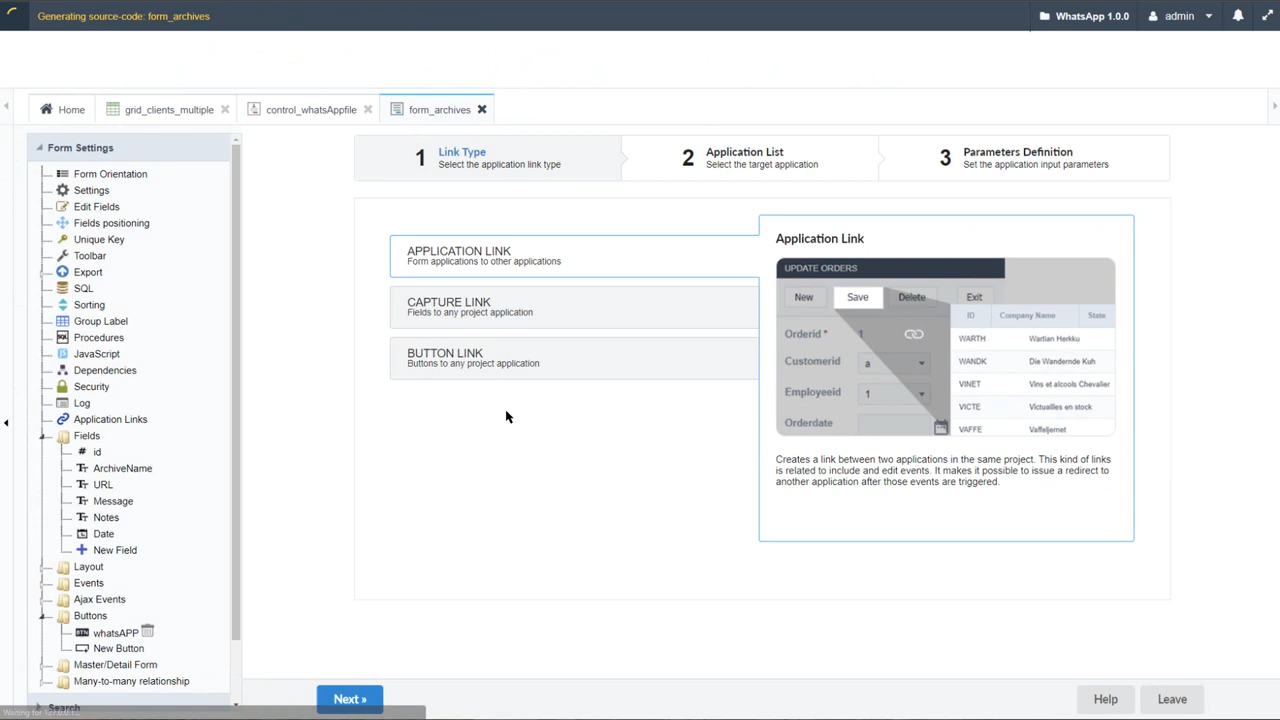 Generating source-code: form_archives
WhatsApp 1.0.0
admin
Home
grid_clients_multiple
control_whatsAppfile
form_archives
Form Settings
Form Orientation
Settings
Edit Fields
Fields positioning
Unique Key
Toolbar
Export
SQL
Sorting
Group Label
Procedures
JavaScript
Dependencies
Security
Log
Application Links
Fields
id
ArchiveName
URL
Message
Notes
Date
New Field
Layout
Events
Ajax Events
Buttons
whatsAPP
New Button
Master/Detail Form
Many-to-many relationship
Search
1 Link Type
Select the application link type
2 Application List
Select the target application
3 Parameters Definition
Set the application input parameters
APPLICATION LINK
Form applications to other applications
CAPTURE LINK
Fields to any project application
BUTTON LINK
Buttons to any project application
Application Link
UPDATE ORDERS
New Save Delete Exit
Orderid * 1
Customerid a
Employeeid 1
Orderdate
ID Company Name State
WARTH Wartian Herkku
WANDK Die Wandernde Kuh
VINET Vins et alcools Chevalier
VICTE Victuailles en stock
VAFFE Vaffeljernet
Creates a link between two applications in the same project. This kind of links
is related to include and edit events. It makes it possible to issue a redirect to
another application after those events are triggered.
Next »
Help
Leave